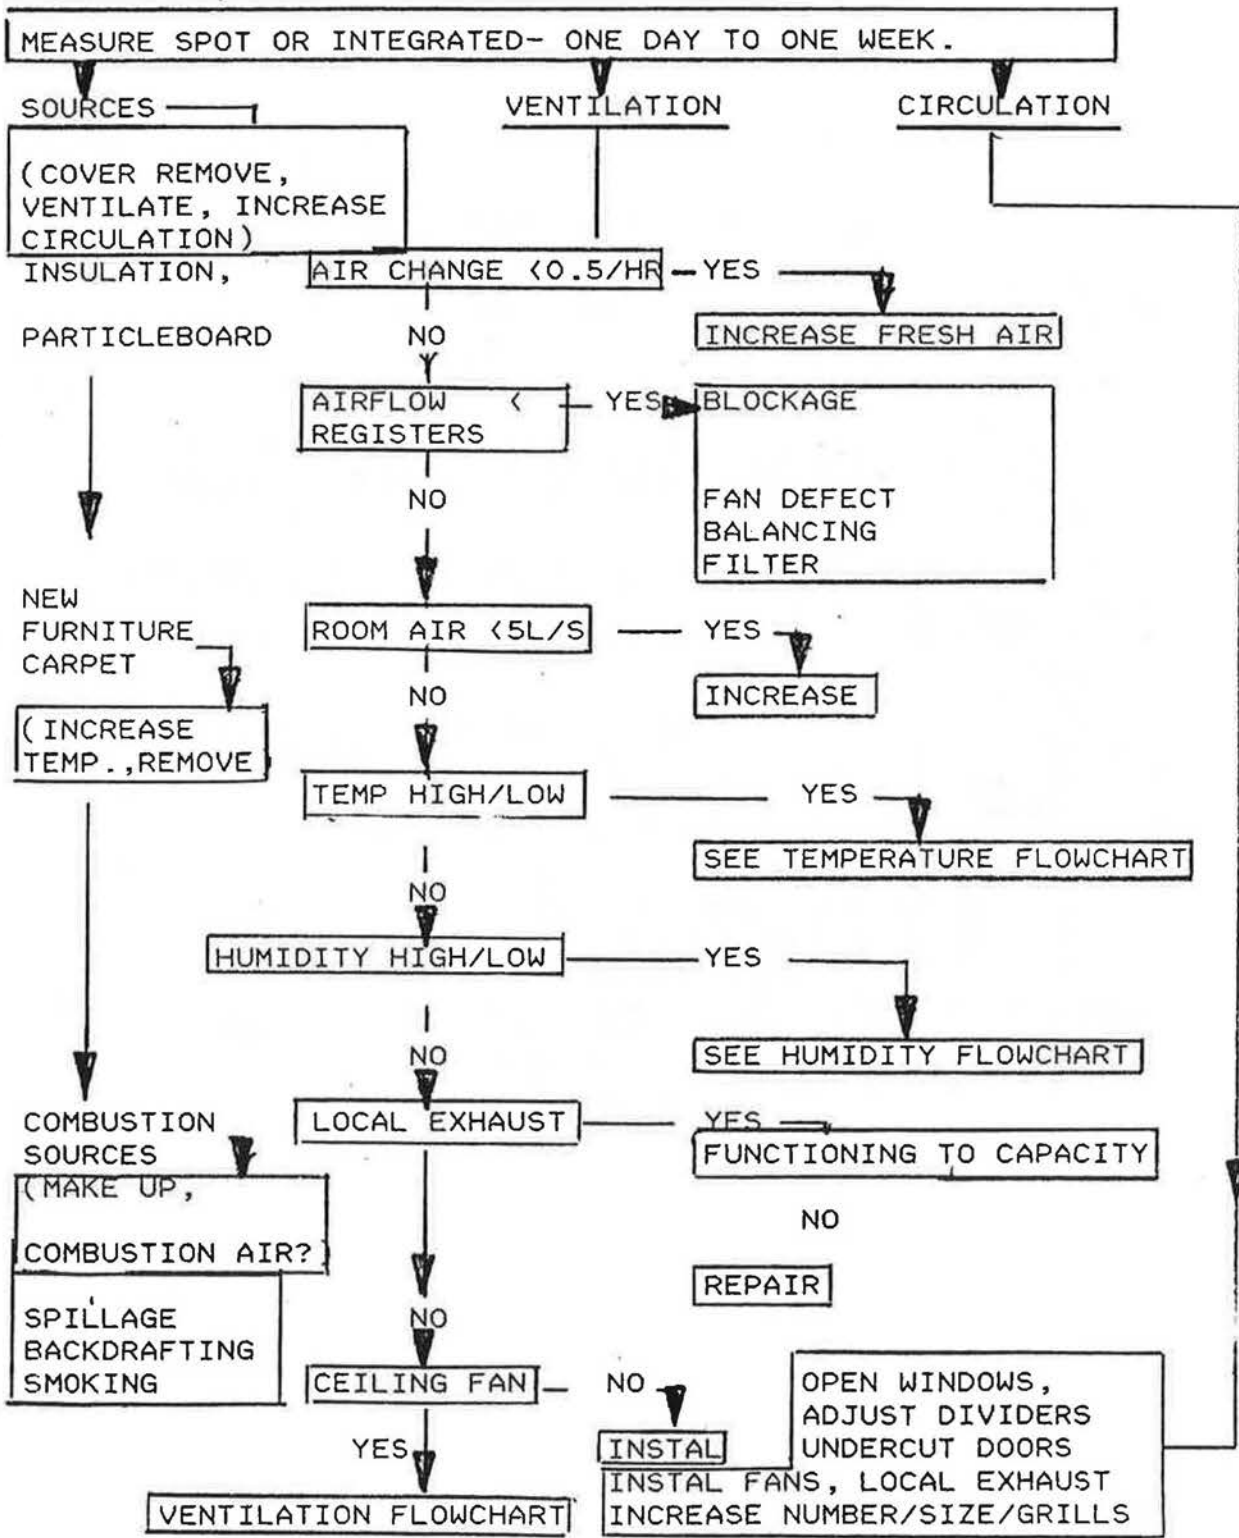 MEASURE SPOT OR INTEGRATED- ONE DAY TO ONE WEEK.
SOURCES
VENTILATION
CIRCULATION
(COVER REMOVE,
VENTILATE, INCREASE
CIRCULATION)
INSULATION,
AIR CHANGE <0.5/HR
YES
PARTICLEBOARD
NO
INCREASE FRESH AIR
AIRFLOW <
REGISTERS
YES
BLOCKAGE
NO
FAN DEFECT
BALANCING
FILTER
NEW
FURNITURE
CARPET
ROOM AIR <5L/S
YES
NO
INCREASE
(INCREASE
TEMP.,REMOVE
TEMP HIGH/LOW
YES
SEE TEMPERATURE FLOWCHART
NO
HUMIDITY HIGH/LOW
YES
NO
SEE HUMIDITY FLOWCHART
COMBUSTION
SOURCES
LOCAL EXHAUST
YES
FUNCTIONING TO CAPACITY
(MAKE UP,
COMBUSTION AIR?
NO
REPAIR
SPILLAGE
BACKDRAFTING
SMOKING
NO
CEILING FAN
NO
OPEN WINDOWS,
ADJUST DIVIDERS
YES
INSTAL
UNDERCUT DOORS
INSTAL FANS, LOCAL EXHAUST
INCREASE NUMBER/SIZE/GRILLS
VENTILATION FLOWCHART